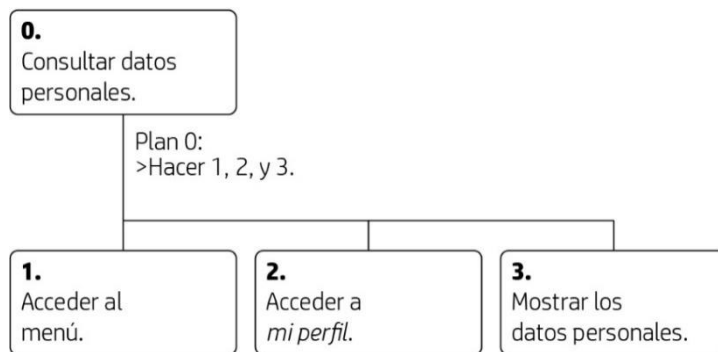 0.
Consultar datos
personales.
Plan 0:
>Hacer 1, 2, y 3.
1.
Acceder al
menú.
2.
Acceder a
mi perfil.
3.
Mostrar los
datos personales.